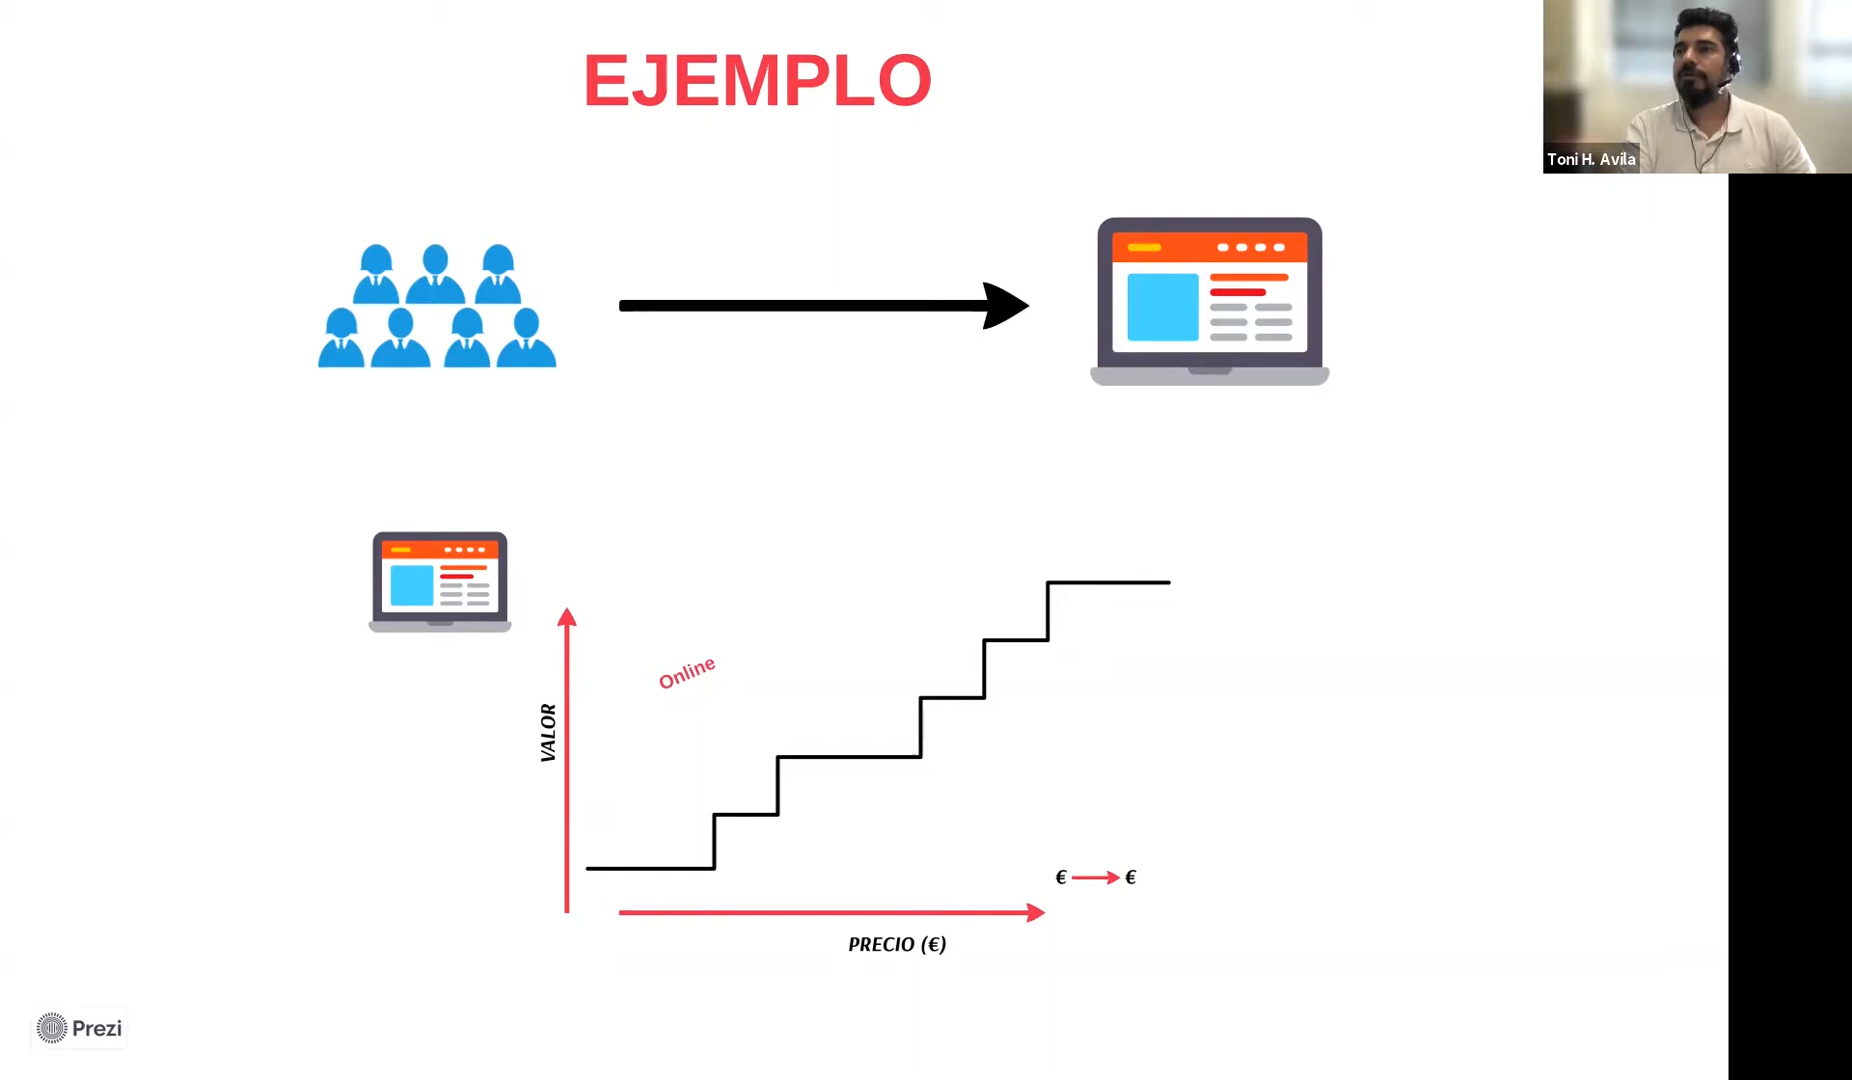 EJEMPLO
Toni H. Avila
Online
VALOR
€ €
PRECIO (€)
Prezi